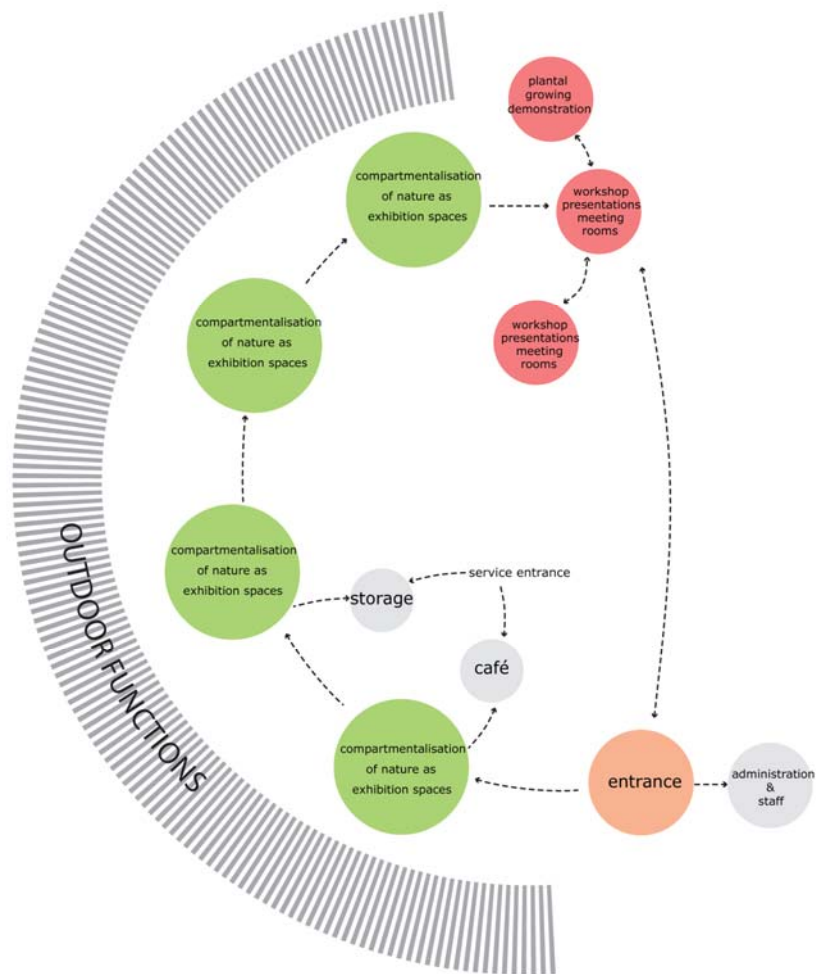 plantal
growing
demonstration
compartmentalisation
of nature as
exhibition spaces
workshop
presentations
meeting
rooms
compartmentalisation
of nature as
exhibition spaces
workshop
presentations
meeting
rooms
compartmentalisation
of nature as
exhibition spaces
service entrance
storage
café
compartmentalisation
of nature as
exhibition spaces
entrance
administration
&
staff
OUTDOOR FUNCTIONS